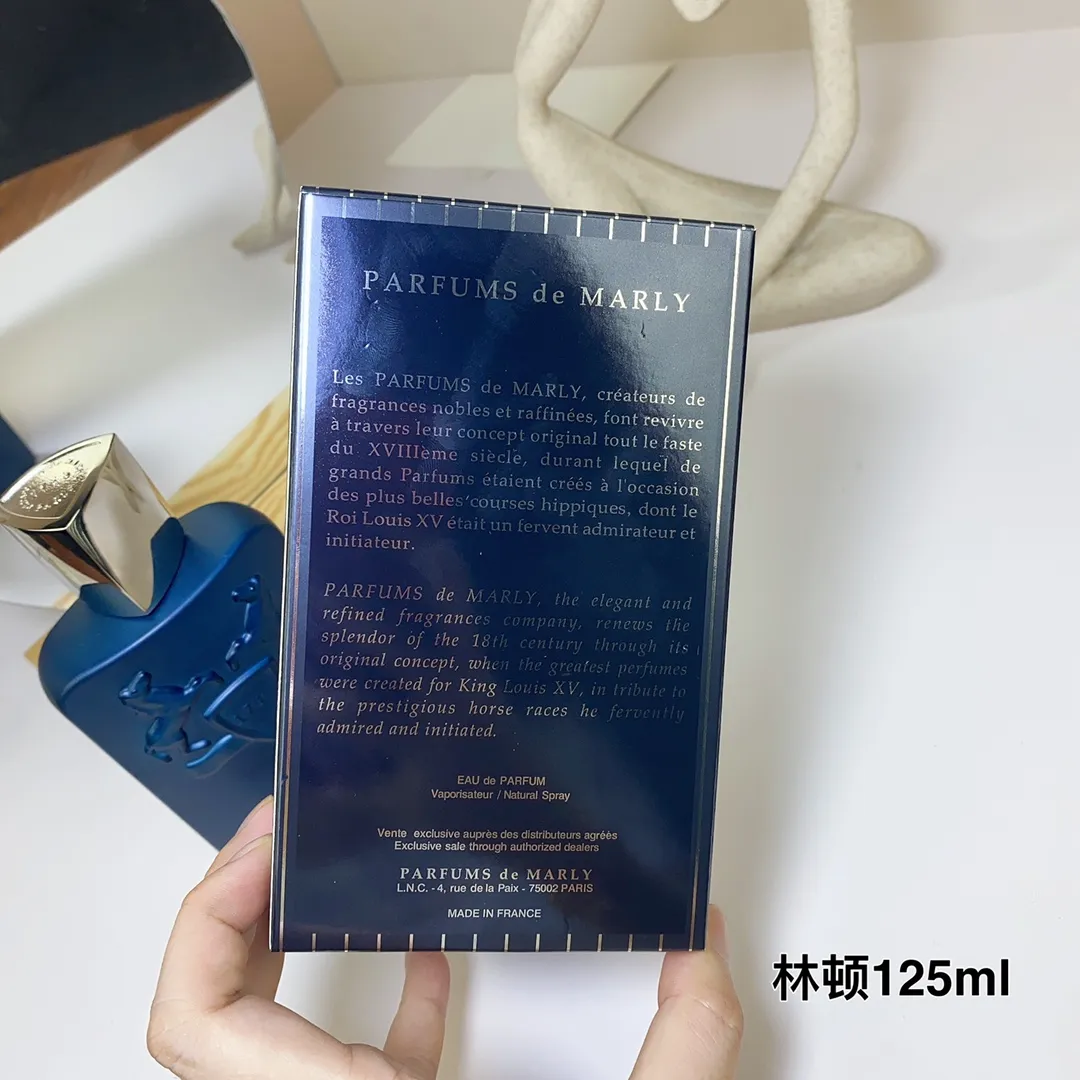 PARFUMS de MARLY
Les PARFUMS de MARLY, créateurs de
fragrances nobles et raffinées, font revivre
à travers leur concept original tout le faste
du XVIIIème siècle, durant lequel de
grands Parfums étaient créés à l'occasion
des plus belles courses hippiques, dont le
Roi Louis XV était un fervent admirateur et
initiateur.
PARFUMS de MARLY, the elegant and
refined fragrances company, renews the
splendor of the 18th century through its
original concept, when the greatest perfumes
were created for King Louis XV, in tribute to
the prestigious horse races he fervently
admired and initiated.
EAU de PARFUM
Vaporisateur / Natural Spray
Vente exclusive auprès des distributeurs agréés
Exclusive sale through authorized dealers
PARFUMS de MARLY
L.N.C. - 4, rue de la Paix - 75002 PARIS
MADE IN FRANCE
林顿125ml